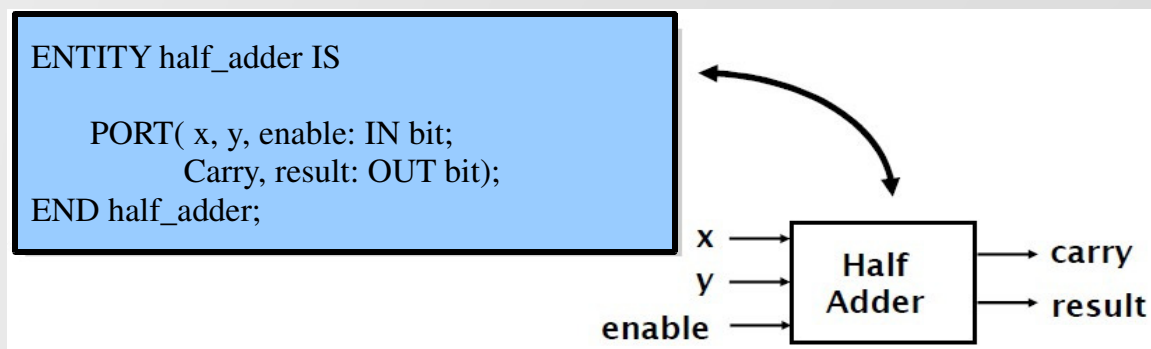 ENTITY half_adder IS
PORT( x, y, enable: IN bit;
Carry, result: OUT bit);
END half_adder;
x
y
enable
Half
Adder
carry
result